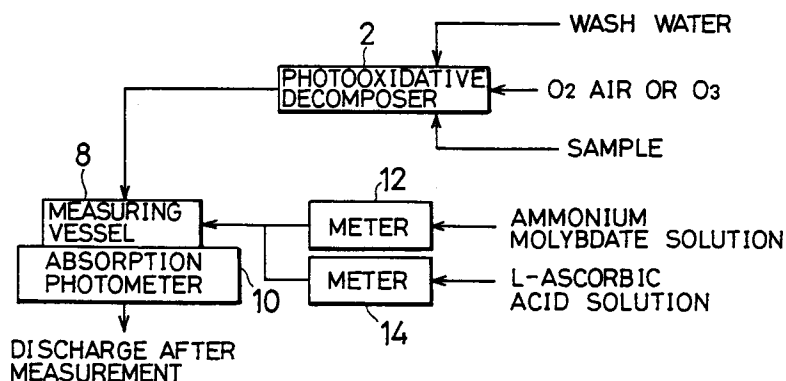 WASH WATER
2
PHOTOOXIDATIVE
DECOMPOSER
O2 AIR OR O3
SAMPLE
8
MEASURING
VESSEL
12
METER
AMMONIUM
MOLYBDATE SOLUTION
ABSORPTION
PHOTOMETER
10
METER
14
L-ASCORBIC
ACID SOLUTION
DISCHARGE AFTER
MEASUREMENT